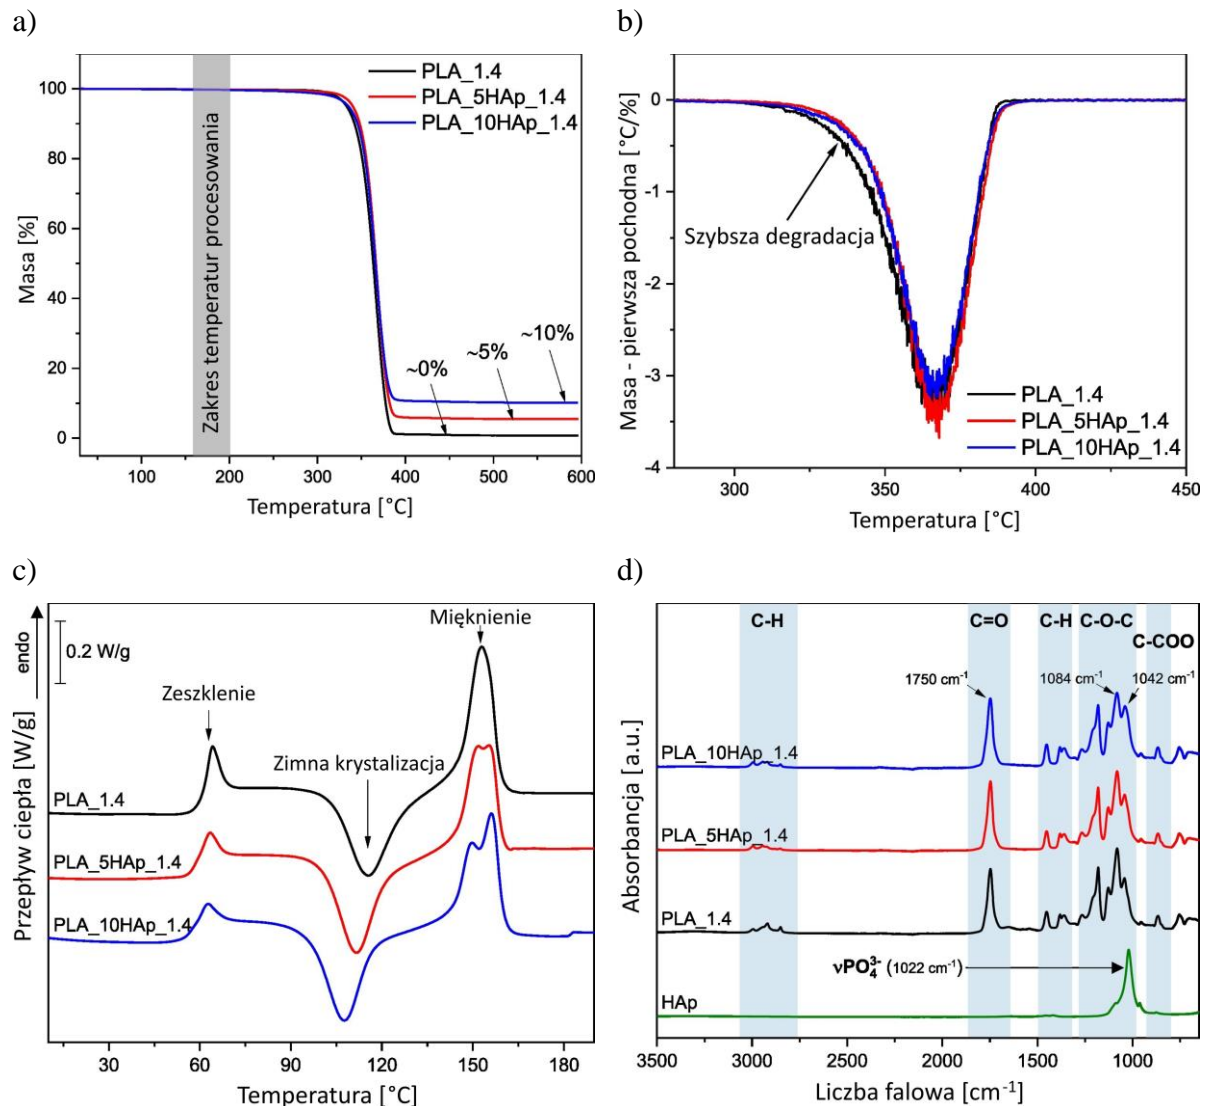 a)
PLA_1.4
PLA_5HAp_1.4
PLA_10HAp_1.4
Zakres temperatur procesowania
~0%
~5%
~10%
100
80
60
40
20
0
Masa [%]
100 200 300 400 500 600
Temperatura [°C]
b)
0
-1
-2
-3
-4
Masa - pierwsza pochodna [°C/%]
Szybsza degradacja
PLA_1.4
PLA_5HAp_1.4
PLA_10HAp_1.4
300 350 400 450
Temperatura [°C]
c)
endo
0.2 W/g
Mięknienie
Zeszklenie
Zimna krystalizacja
PLA_1.4
PLA_5HAp_1.4
PLA_10HAp_1.4
Przepływ ciepła [W/g]
30 60 90 120 150 180
Temperatura [°C]
d)
C-H C=O C-H C-O-C
C-COO
1750 cm⁻¹ 1084 cm⁻¹ 1042 cm⁻¹
PLA_10HAp_1.4
PLA_5HAp_1.4
PLA_1.4
νPO₄³⁻ (1022 cm⁻¹)
HAp
Absorbancja [a.u.]
3500 3000 2500 2000 1500 1000
Liczba falowa [cm⁻¹]